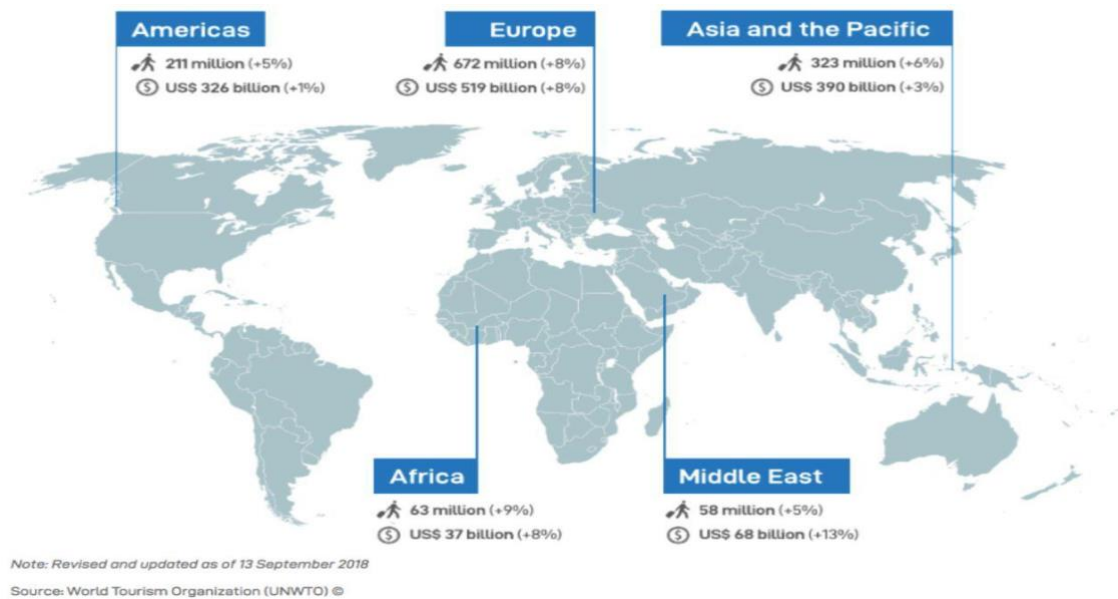 Americas
211 million (+5%)
US$ 326 billion (+1%)
Europe
672 million (+8%)
US$ 519 billion (+8%)
Asia and the Pacific
323 million (+6%)
US$ 390 billion (+3%)
Africa
63 million (+9%)
US$ 37 billion (+8%)
Middle East
58 million (+5%)
US$ 68 billion (+13%)
Note: Revised and updated as of 13 September 2018
Source: World Tourism Organization (UNWTO) ©